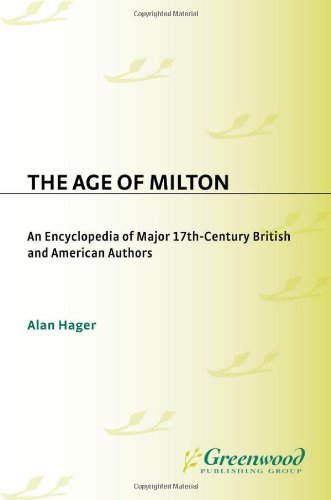 THE AGE OF MILTON
An Encyclopedia of Major 17th-Century British
and American Authors
Alan Hager
Greenwood
PUBLISHING GROUP